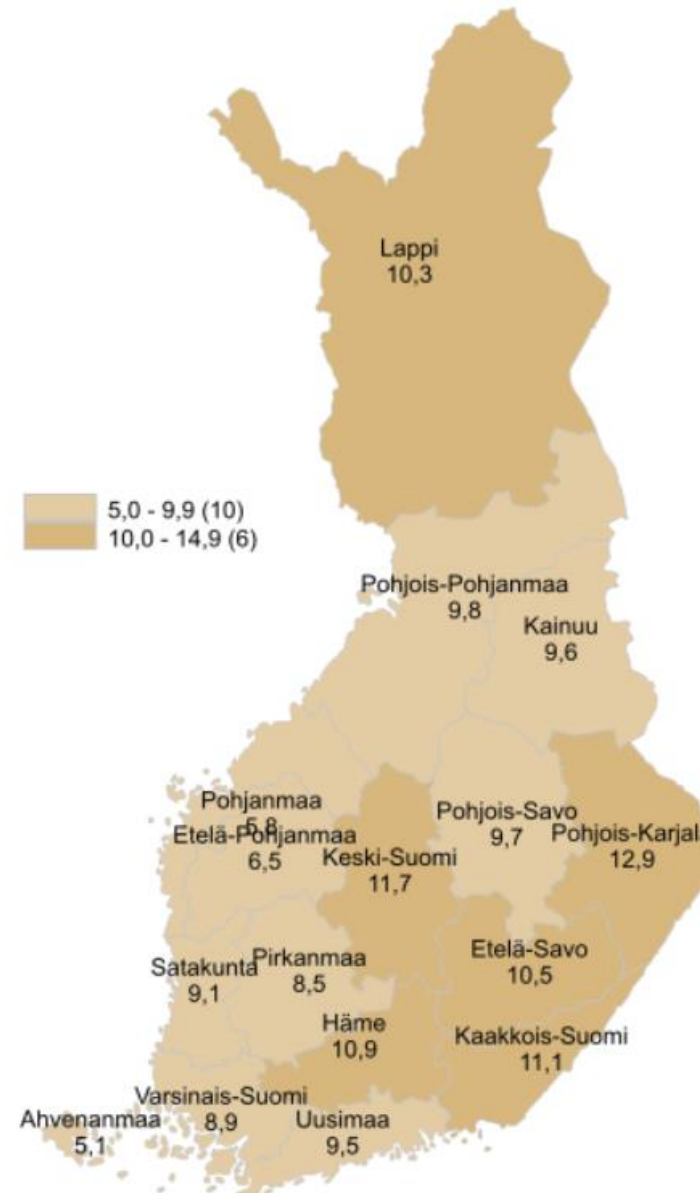 Lappi
10,3
5,0 - 9,9 (10)
10,0 - 14,9 (6)
Pohjois-Pohjanmaa
9,8
Kainuu
9,6
Pohjanmaa
5,8
Etelä-Pohjanmaa
6,5
Keski-Suomi
11,7
Pohjois-Savo
9,7
Pohjois-Karjal
12,9
Satakunta
9,1
Pirkanmaa
8,5
Etelä-Savo
10,5
Häme
10,9
Kaakkois-Suomi
11,1
Ahvenanmaa
5,1
Varsinais-Suomi
8,9
Uusimaa
9,5